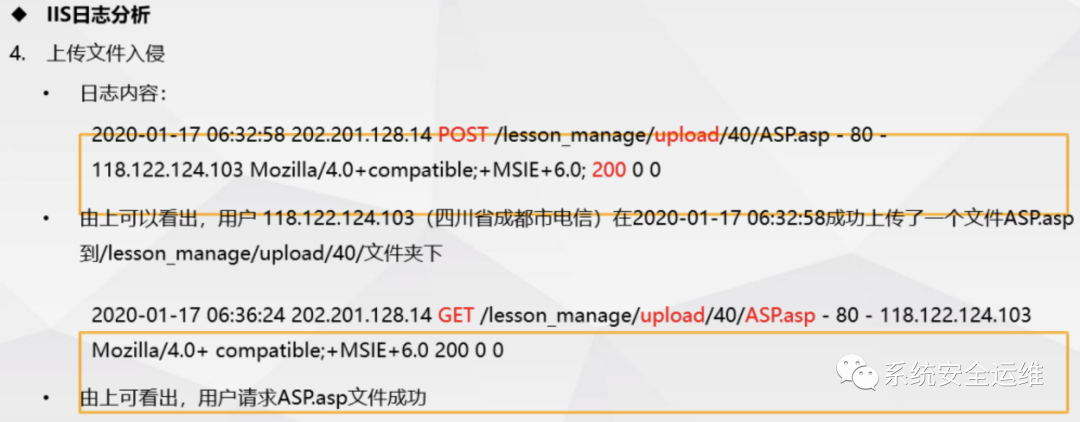 ◆ IIS日志分析
4. 上传文件入侵
• 日志内容:
2020-01-17 06:32:58 202.201.128.14 POST /lesson_manage/upload/40/ASP.asp - 80 -
118.122.124.103 Mozilla/4.0+compatible;+MSIE+6.0; 200 0 0
• 由上可以看出，用户 118.122.124.103（四川省成都市电信）在2020-01-17 06:32:58成功上传了一个文件ASP.asp
到/lesson_manage/upload/40/文件夹下
2020-01-17 06:36:24 202.201.128.14 GET /lesson_manage/upload/40/ASP.asp - 80 - 118.122.124.103
Mozilla/4.0+ compatible;+MSIE+6.0 200 0 0
系统安全运维
• 由上可看出，用户请求ASP.asp文件成功